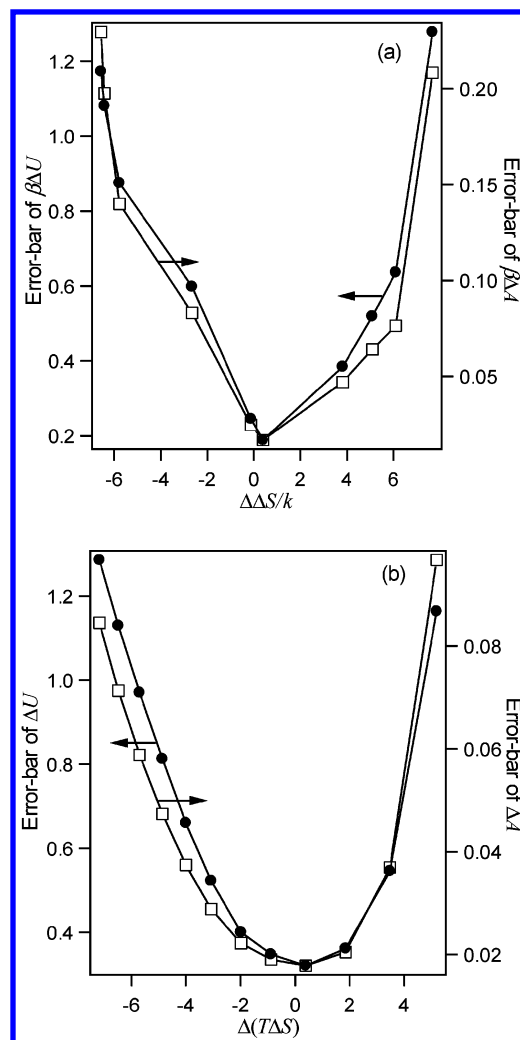 (a)
Error-bar of βΔU
1.2
1.0
0.8
0.6
0.4
0.2
0.20
0.15
0.10
0.05
Error-bar of βΔA
-6 -4 -2 0 2 4 6
ΔΔS/k
(b)
Error-bar of ΔU
1.2
1.0
0.8
0.6
0.4
0.08
0.06
0.04
0.02
Error-bar of ΔA
-6 -4 -2 0 2 4
Δ(TΔS)